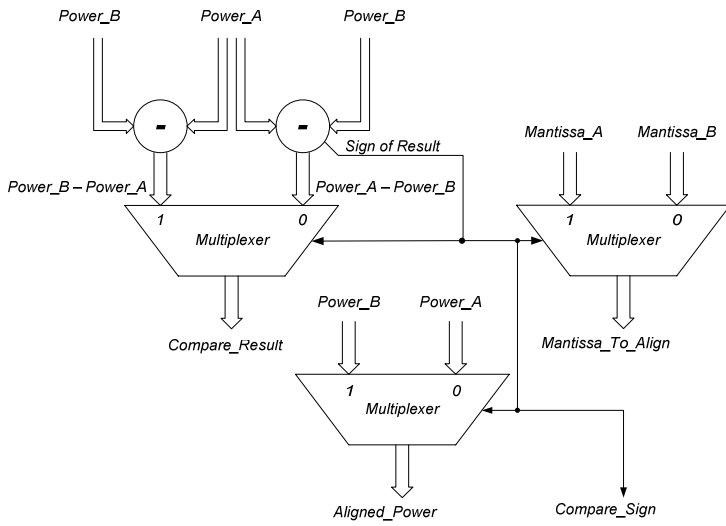 Power_B
Power_A
Power_B
-
-
Sign of Result
Mantissa_A
Mantissa_B
Power_B – Power_A
Power_A – Power_B
1
0
Multiplexer
1
0
Multiplexer
Power_B
Power_A
Compare_Result
Mantissa_To_Align
1
0
Multiplexer
Aligned_Power
Compare_Sign